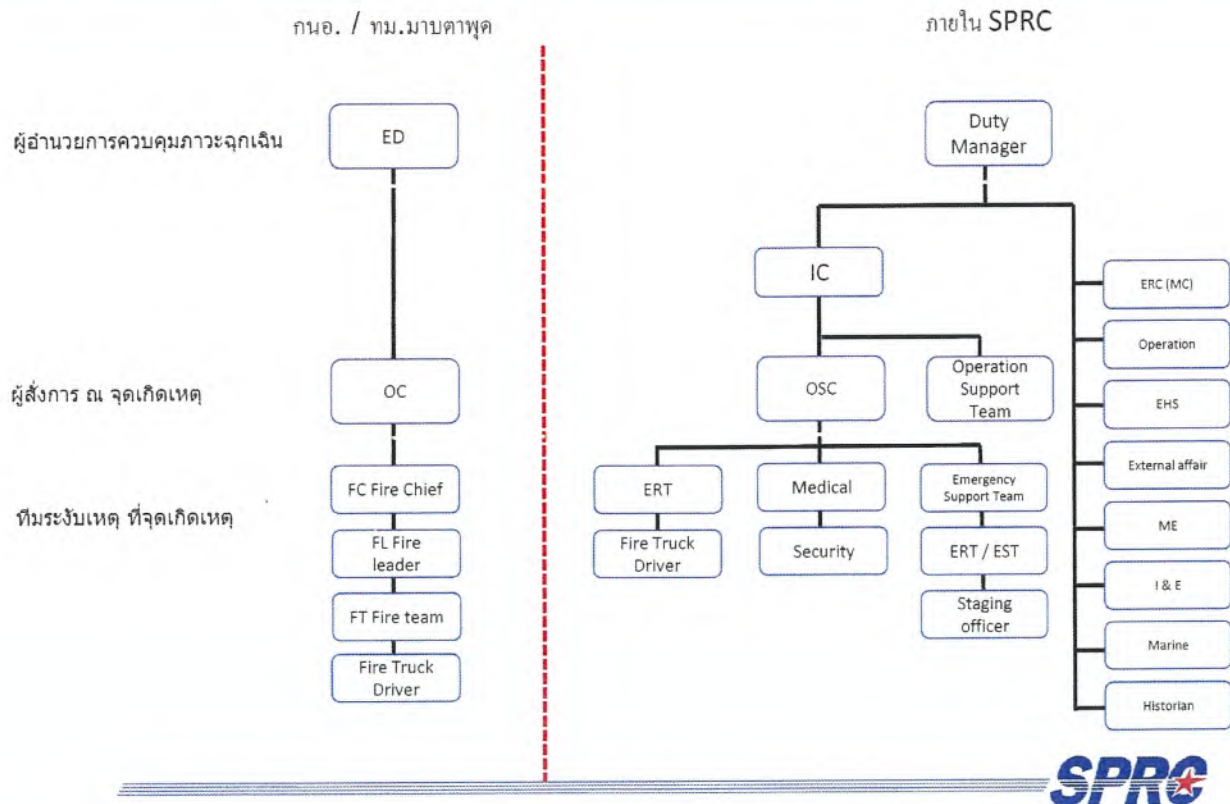 กนอ. / ทม.มาบตาพุด
ภายใน SPRC
ผู้อำนวยการควบคุมภาวะฉุกเฉิน
ED
Duty
Manager
IC
ERC (MC)
Operation
ผู้สั่งการ ณ จุดเกิดเหตุ
OC
OSC
Operation
Support
Team
EHS
External affair
ทีมระงับเหตุ ที่จุดเกิดเหตุ
FC Fire Chief
FL Fire
leader
FT Fire team
Fire Truck
Driver
ERT
Fire Truck
Driver
Medical
Security
Emergency
Support Team
ERT / EST
Staging
officer
ME
I & E
Marine
Historian
SPRC